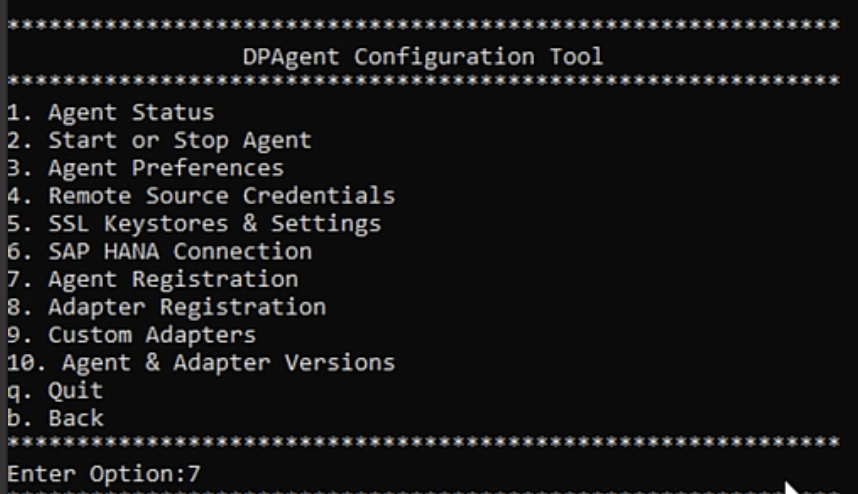 ************************************************************
DPAgent Configuration Tool
************************************************************
1. Agent Status
2. Start or Stop Agent
3. Agent Preferences
4. Remote Source Credentials
5. SSL Keystores & Settings
6. SAP HANA Connection
7. Agent Registration
8. Adapter Registration
9. Custom Adapters
10. Agent & Adapter Versions
q. Quit
b. Back
************************************************************
Enter Option:7
************************************************************